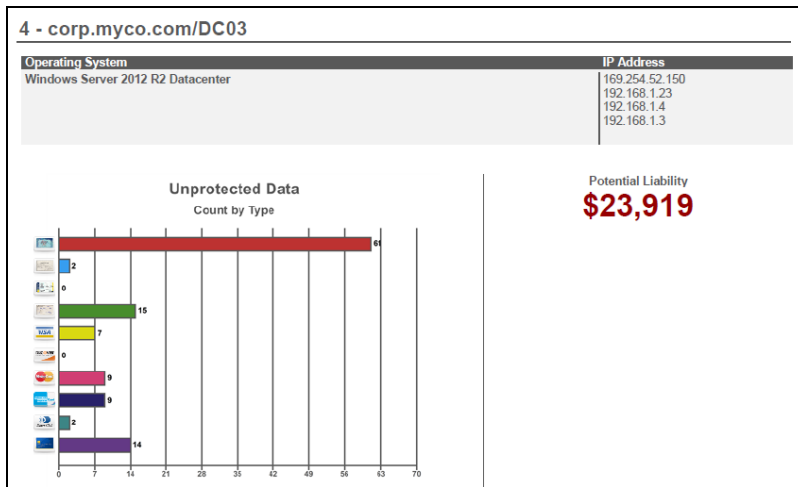 4 - corp.myco.com/DC03
Operating System IP Address
Windows Server 2012 R2 Datacenter 169.254.52.150
192.168.1.23
192.168.1.4
192.168.1.3
Unprotected Data
Count by Type
Potential Liability
$23,919
61
2
0
15
VISA 7
0
9
9
2
14
0 7 14 21 28 35 42 49 56 63 70